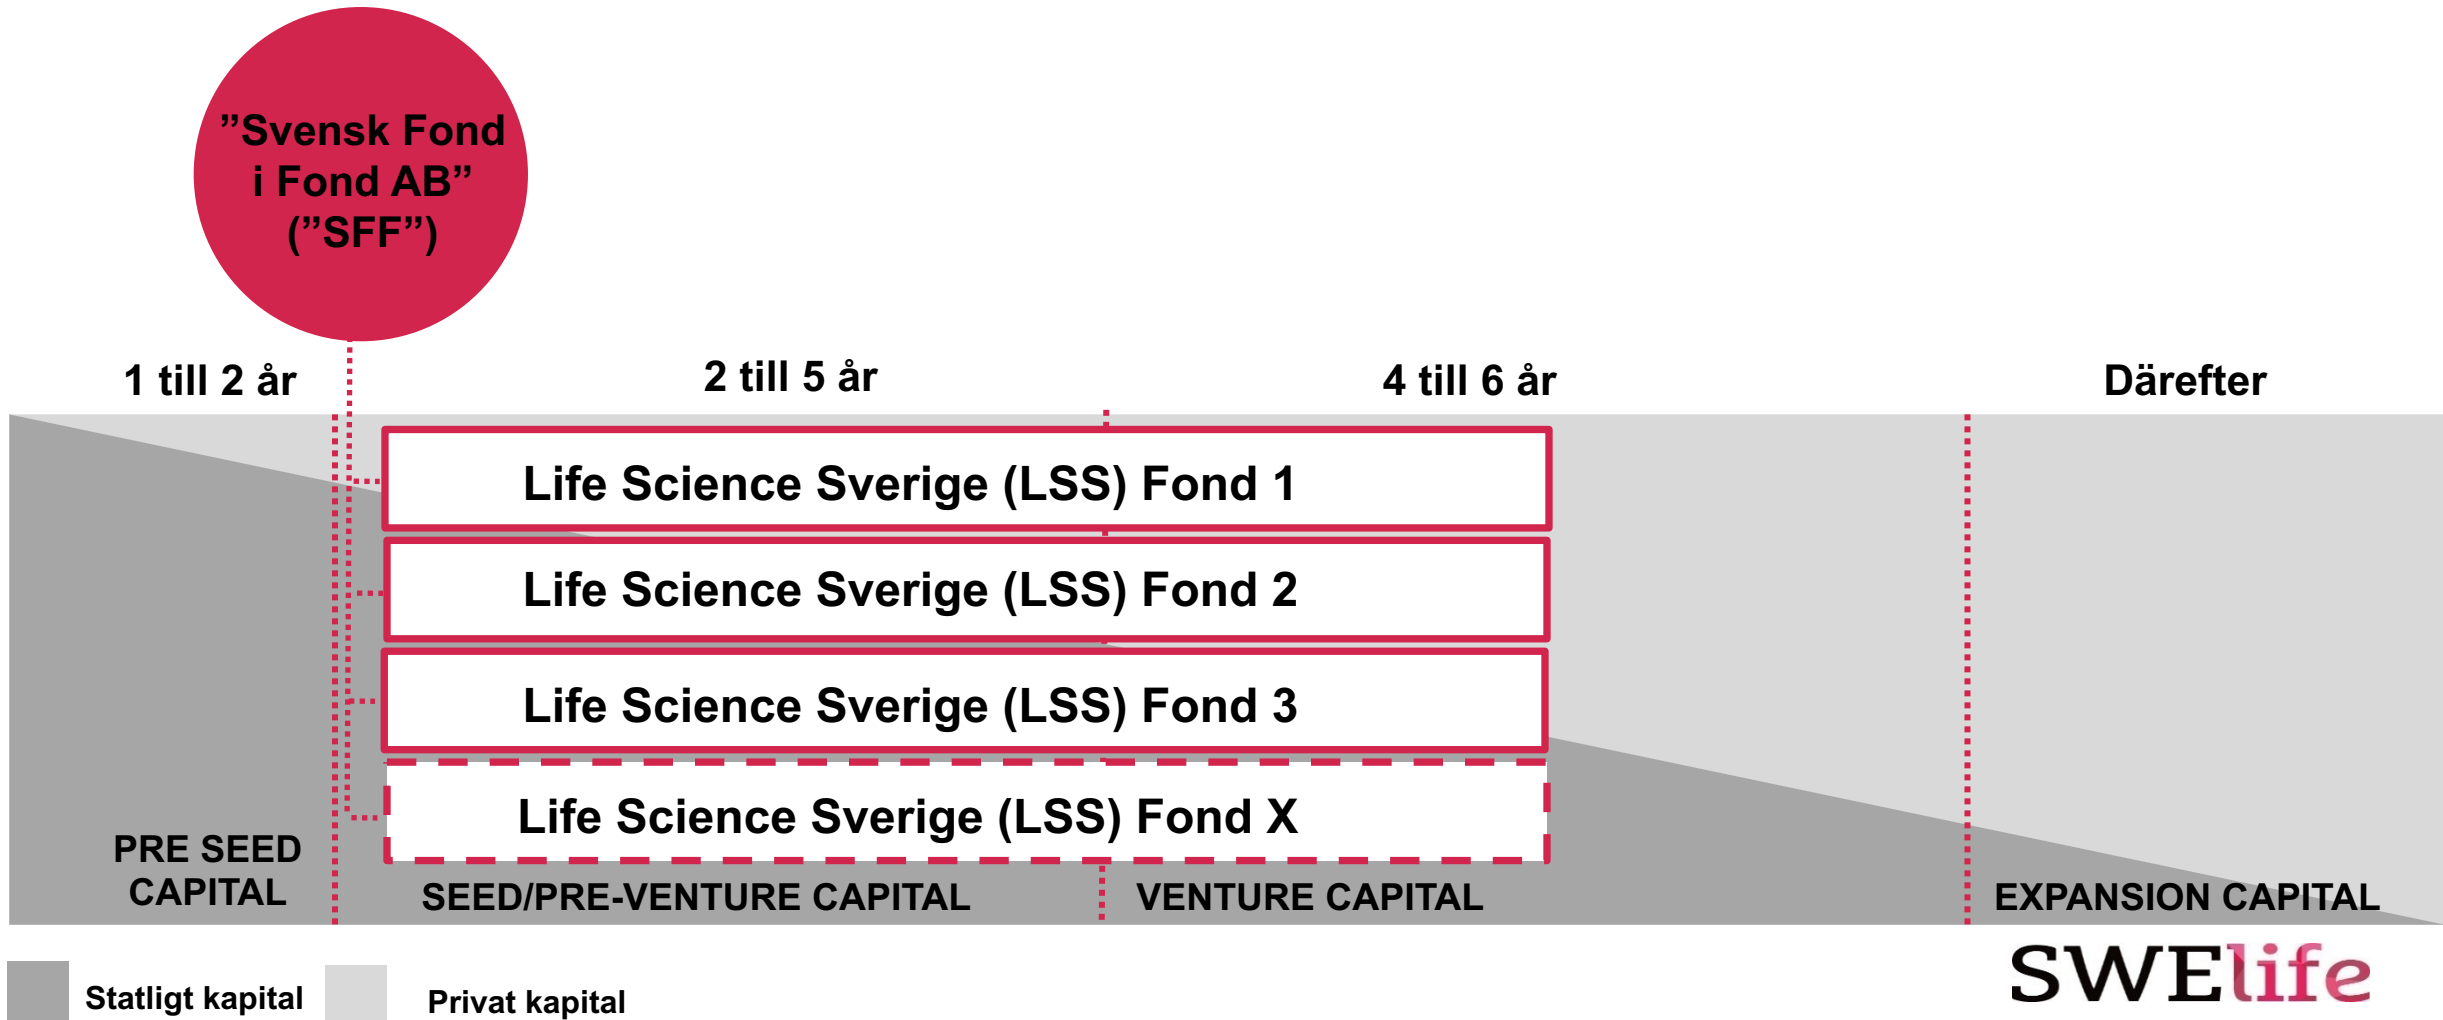 ”Svensk Fond
i Fond AB”
(”SFF”)
1 till 2 år
2 till 5 år
4 till 6 år
Därefter
Life Science Sverige (LSS) Fond 1
Life Science Sverige (LSS) Fond 2
Life Science Sverige (LSS) Fond 3
Life Science Sverige (LSS) Fond X
PRE SEED
CAPITAL
SEED/PRE-VENTURE CAPITAL
VENTURE CAPITAL
EXPANSION CAPITAL
Statligt kapital
Privat kapital
SWElife